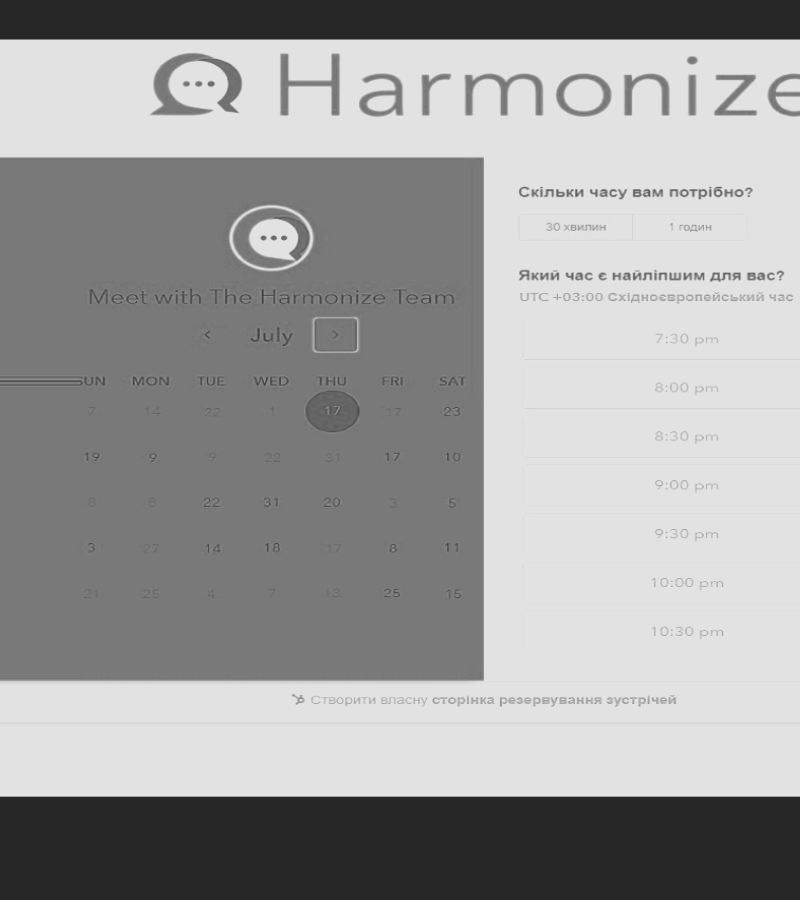 Harmonize
Meet with The Harmonize Team
July
SUN MON TUE WED THU FRI SAT
7 14 22 1 17 17 23
19 9 9 22 31 17 10
8 8 22 31 20 3 5
3 27 14 18 17 8 11
21 25 4 7 13 25 15
Скільки часу вам потрібно?
30 хвилин 1 годин
Який час є найліпшим для вас?
UTC +03:00 Східноєвропейський час
7:30 pm
8:00 pm
8:30 pm
9:00 pm
9:30 pm
10:00 pm
10:30 pm
Створити власну сторінка резервування зустрічей